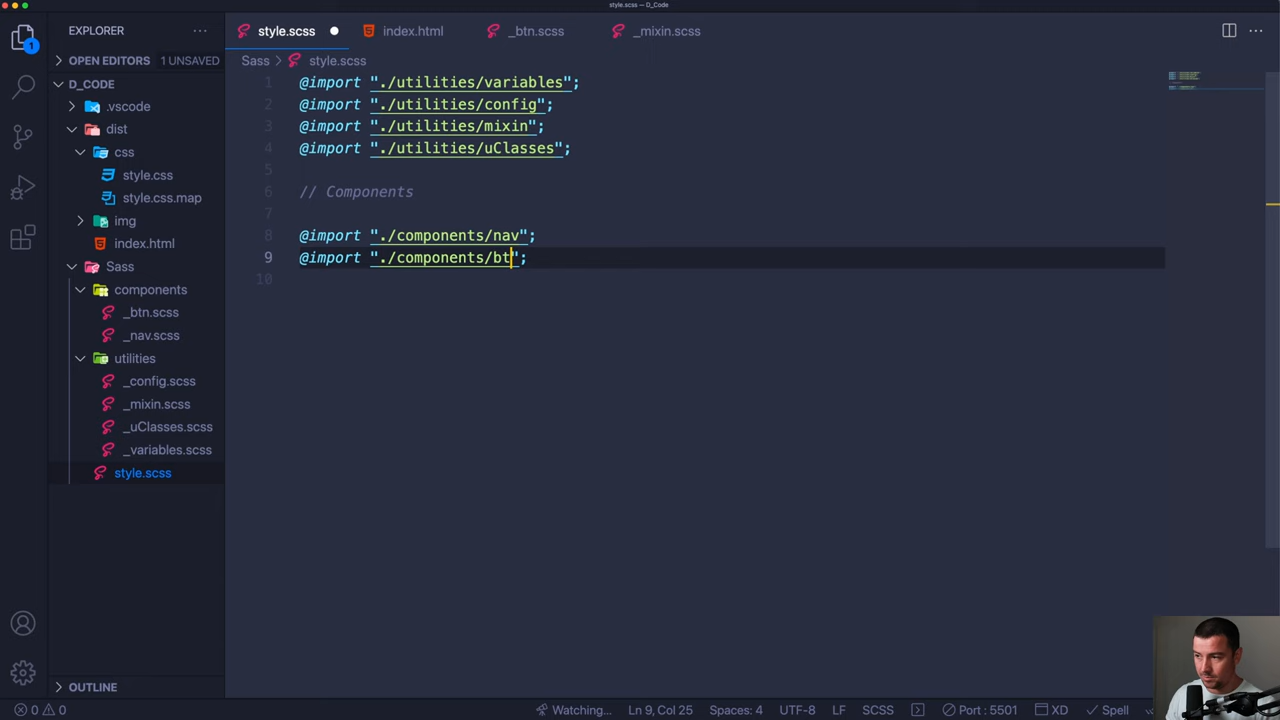 style.scss — D_Code
EXPLORER
style.scss
index.html
_btn.scss
_mixin.scss
OPEN EDITORS 1 UNSAVED
Sass > style.scss
D_CODE
.vscode
dist
css
style.css
style.css.map
img
index.html
Sass
components
_btn.scss
_nav.scss
utilities
_config.scss
_mixin.scss
_uClasses.scss
_variables.scss
style.scss
OUTLINE
1 @import "./utilities/variables";
2 @import "./utilities/config";
3 @import "./utilities/mixin";
4 @import "./utilities/uClasses";
5
6 // Components
7
8 @import "./components/nav";
9 @import "./components/bt";
10
1
0 0 Watching... Ln 9, Col 25 Spaces: 4 UTF-8 LF SCSS Port : 5501 XD Spell